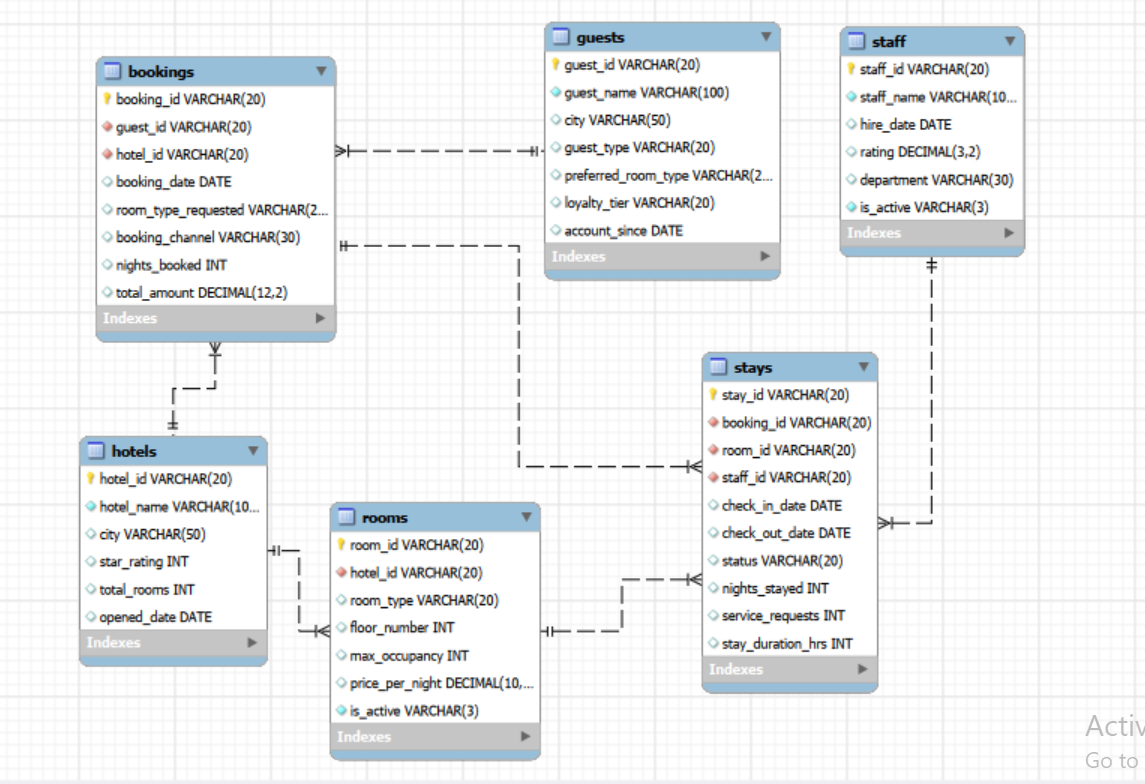 bookings
booking_id VARCHAR(20)
guest_id VARCHAR(20)
hotel_id VARCHAR(20)
booking_date DATE
room_type_requested VARCHAR(2...
booking_channel VARCHAR(30)
nights_booked INT
total_amount DECIMAL(12,2)
Indexes
guests
guest_id VARCHAR(20)
guest_name VARCHAR(100)
city VARCHAR(50)
guest_type VARCHAR(20)
preferred_room_type VARCHAR(2...
loyalty_tier VARCHAR(20)
account_since DATE
Indexes
staff
staff_id VARCHAR(20)
staff_name VARCHAR(10...
hire_date DATE
rating DECIMAL(3,2)
department VARCHAR(30)
is_active VARCHAR(3)
Indexes
hotels
hotel_id VARCHAR(20)
hotel_name VARCHAR(10...
city VARCHAR(50)
star_rating INT
total_rooms INT
opened_date DATE
Indexes
rooms
room_id VARCHAR(20)
hotel_id VARCHAR(20)
room_type VARCHAR(20)
floor_number INT
max_occupancy INT
price_per_night DECIMAL(10,...
is_active VARCHAR(3)
Indexes
stays
stay_id VARCHAR(20)
booking_id VARCHAR(20)
room_id VARCHAR(20)
staff_id VARCHAR(20)
check_in_date DATE
check_out_date DATE
status VARCHAR(20)
nights_stayed INT
service_requests INT
stay_duration_hrs INT
Indexes
Activ
Go to